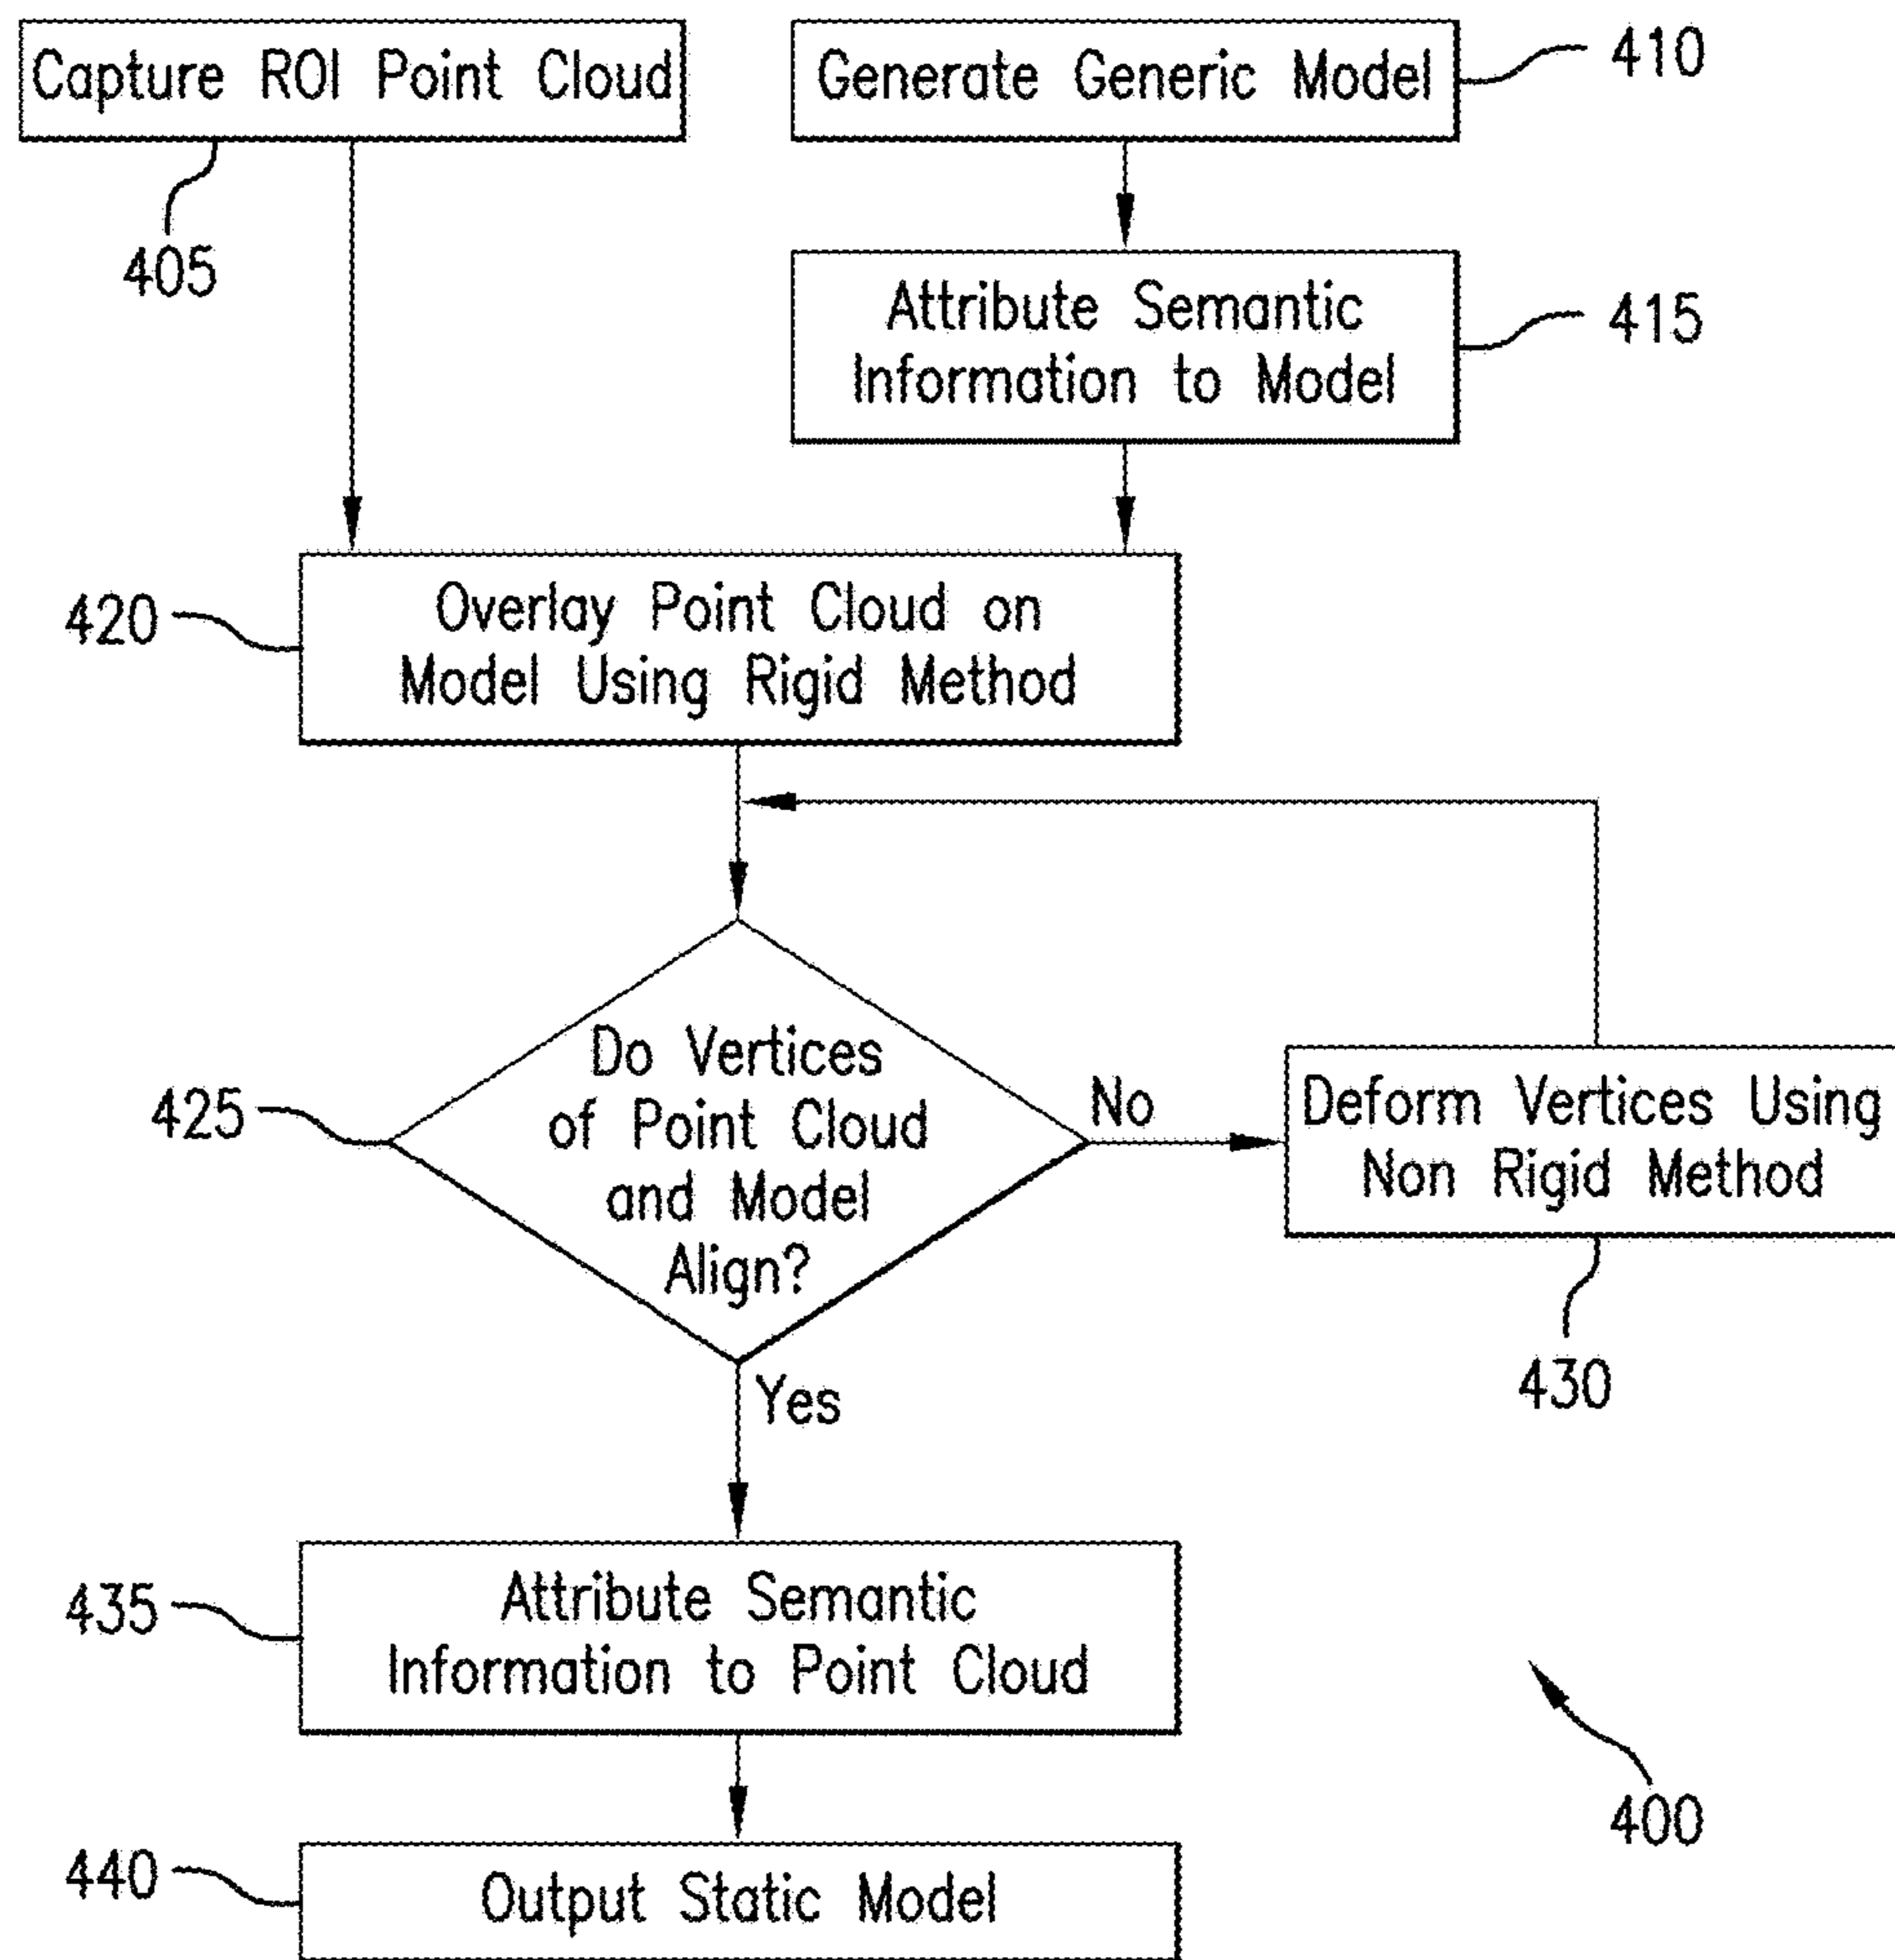 Capture ROI Point Cloud
405
Generate Generic Model
410
Attribute Semantic
Information to Model
415
Overlay Point Cloud on
Model Using Rigid Method
420
Do Vertices
of Point Cloud
and Model
Align?
425
No
Deform Vertices Using
Non Rigid Method
430
Yes
Attribute Semantic
Information to Point Cloud
435
Output Static Model
440
400